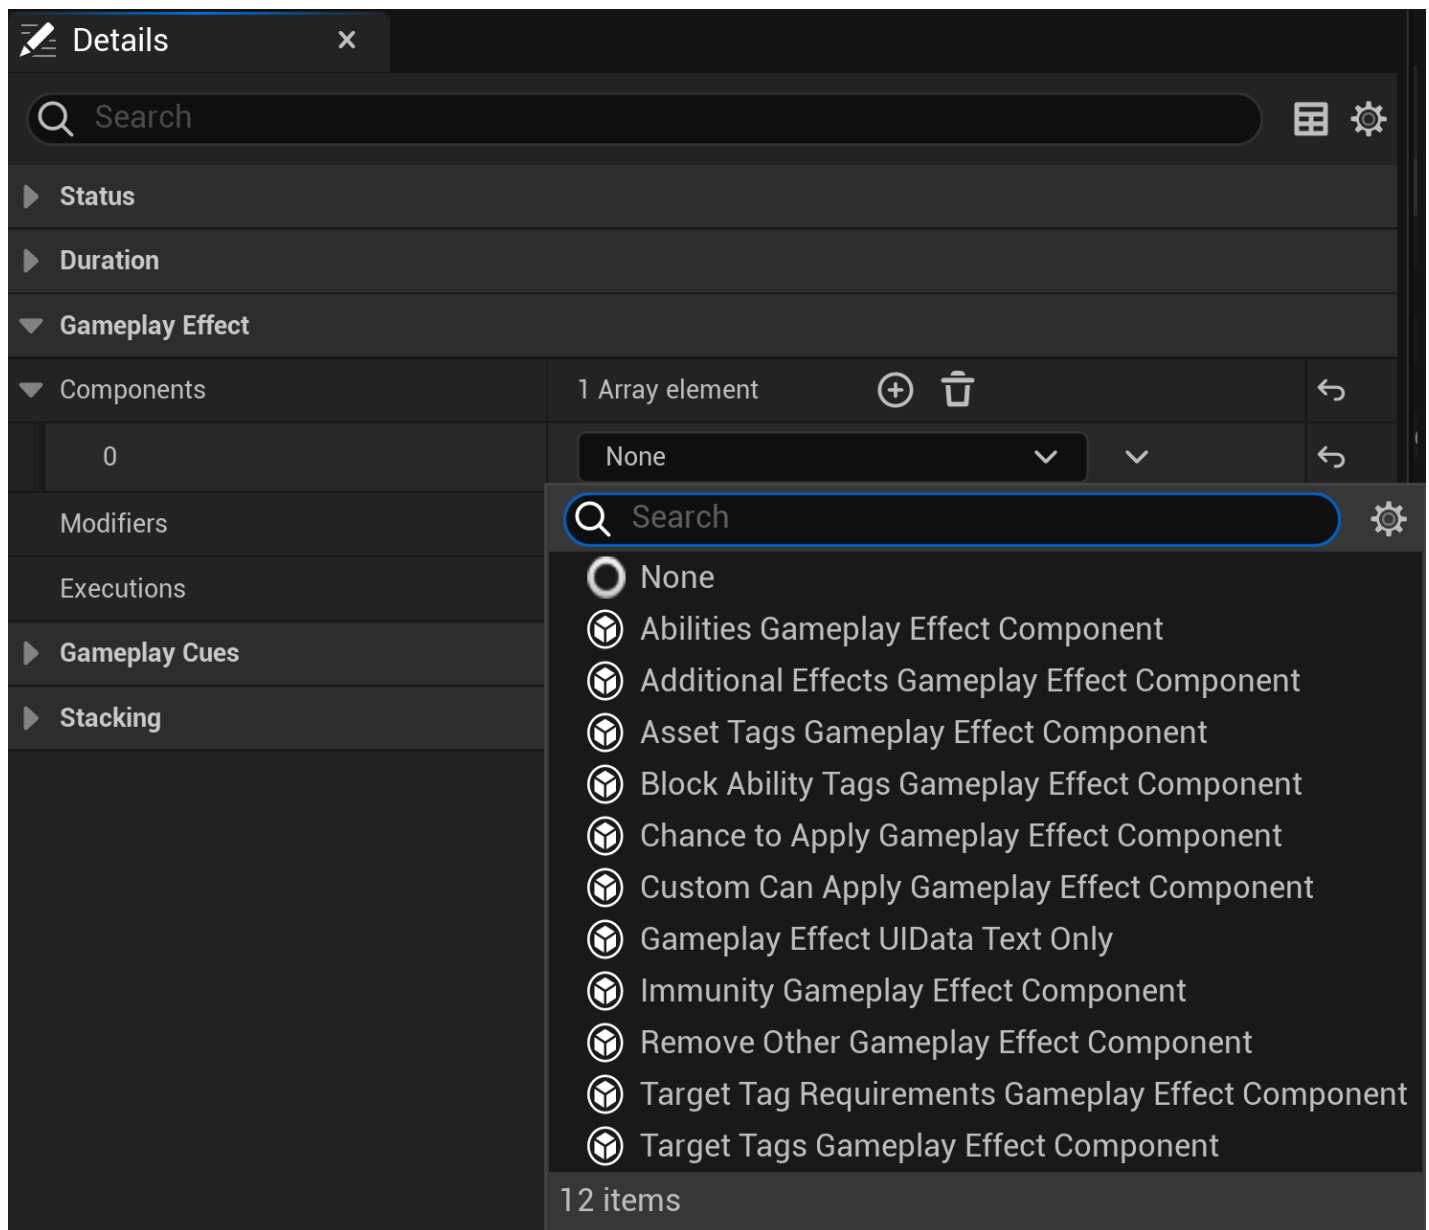 Details
Search
Status
Duration
Gameplay Effect
Components 1 Array element
0 None
Modifiers
Executions
Gameplay Cues
Stacking
Search
None
Abilities Gameplay Effect Component
Additional Effects Gameplay Effect Component
Asset Tags Gameplay Effect Component
Block Ability Tags Gameplay Effect Component
Chance to Apply Gameplay Effect Component
Custom Can Apply Gameplay Effect Component
Gameplay Effect UIData Text Only
Immunity Gameplay Effect Component
Remove Other Gameplay Effect Component
Target Tag Requirements Gameplay Effect Component
Target Tags Gameplay Effect Component
12 items